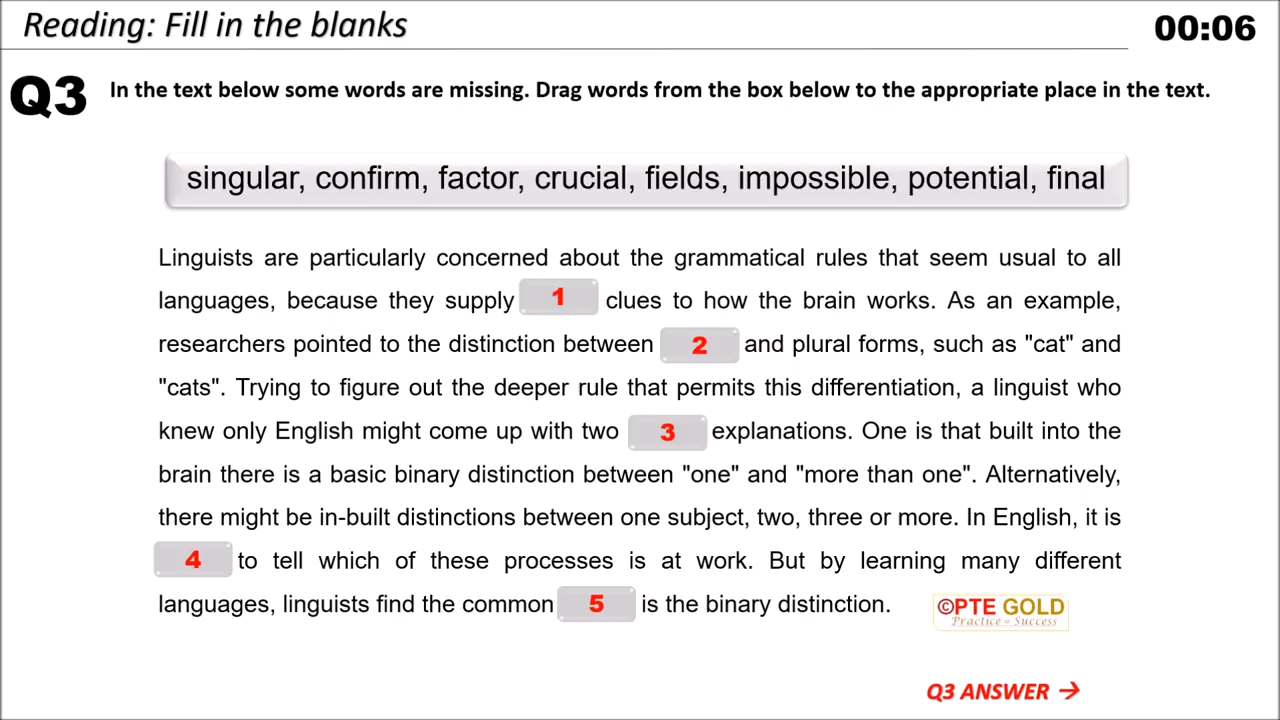 Reading: Fill in the blanks
00:06
Q3
In the text below some words are missing. Drag words from the box below to the appropriate place in the text.
singular, confirm, factor, crucial, fields, impossible, potential, final
Linguists are particularly concerned about the grammatical rules that seem usual to all
languages, because they supply 1 clues to how the brain works. As an example,
researchers pointed to the distinction between 2 and plural forms, such as "cat" and
"cats". Trying to figure out the deeper rule that permits this differentiation, a linguist who
knew only English might come up with two 3 explanations. One is that built into the
brain there is a basic binary distinction between "one" and "more than one". Alternatively,
there might be in-built distinctions between one subject, two, three or more. In English, it is
4 to tell which of these processes is at work. But by learning many different
languages, linguists find the common 5 is the binary distinction.
©PTE GOLD
Practice = Success
Q3 ANSWER →